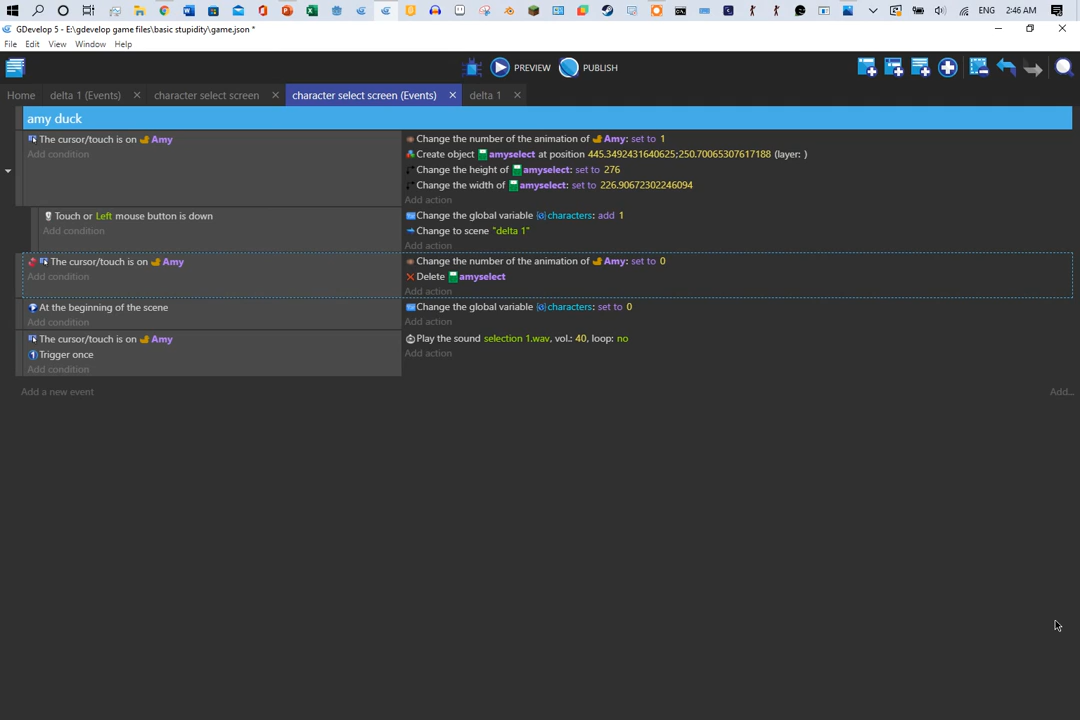 ENG 2:46 AM
GDevelop 5 - E:\gdevelop game files\basic stupidity\game.json *
File Edit View Window Help
PREVIEW PUBLISH
Home delta 1 (Events) character select screen character select screen (Events) delta 1
amy duck
The cursor/touch is on Amy
Add condition
Change the number of the animation of Amy: set to 1
Create object amyselect at position 445.3492431640625;250.70065307617188 (layer: )
Change the height of amyselect: set to 276
Change the width of amyselect: set to 226.90672302246094
Add action
Touch or Left mouse button is down
Add condition
Change the global variable characters: add 1
Change to scene "delta 1"
Add action
The cursor/touch is on Amy
Add condition
Change the number of the animation of Amy: set to 0
Delete amyselect
Add action
At the beginning of the scene
Add condition
Change the global variable characters: set to 0
Add action
The cursor/touch is on Amy
Trigger once
Add condition
Play the sound selection 1.wav, vol.: 40, loop: no
Add action
Add a new event Add...